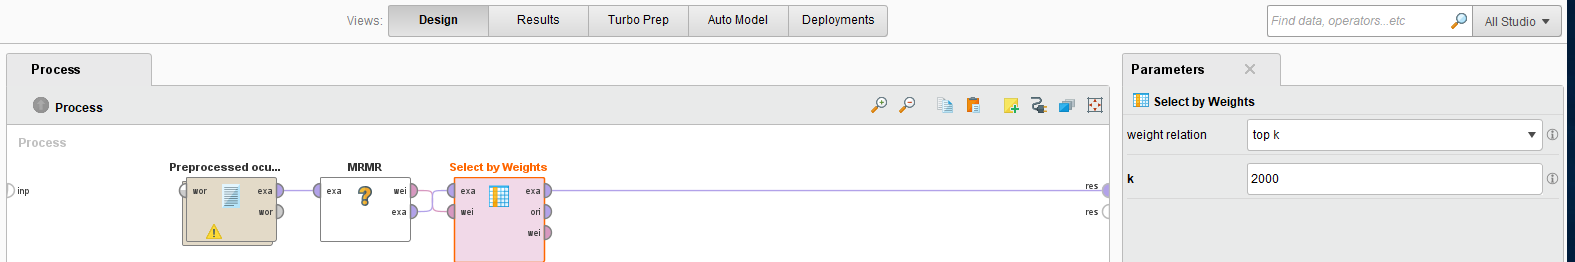 Views: Design Results Turbo Prep Auto Model Deployments Find data, operators...etc All Studio
Process
Parameters
Process
Select by Weights
Process
weight relation top k
Preprocessed ocu... MRMR Select by Weights
inp wor exa exa wei exa exa res
k 2000
wor exa wei ori res
wei